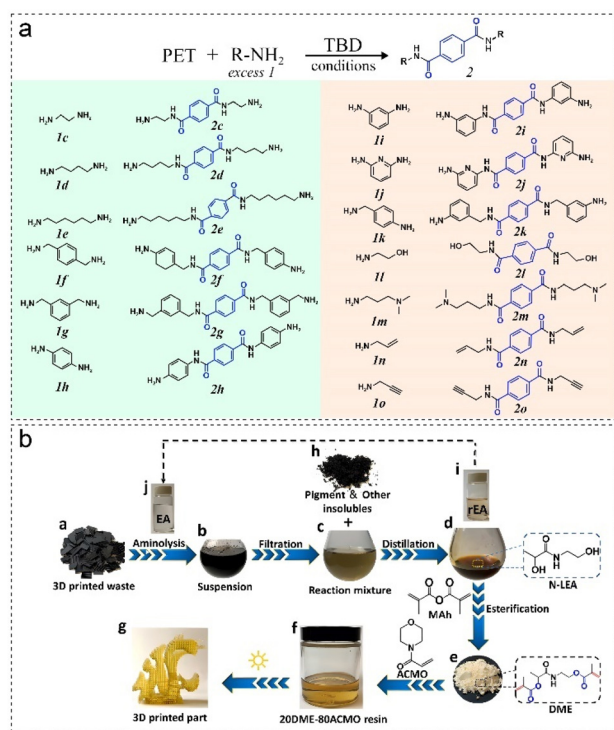 a
PET + R-NH2 TBD 2
excess 1 conditions
R HN O O NH R
1c 2c
1d 2d
1e 2e
1f 2f
1g 2g
1h 2h
1i 2i
1j 2j
1k 2k
1l 2l
1m 2m
1n 2n
1o 2o
b
h
Pigment & Other
insolubles
j
EA
i
rEA
a
3D printed waste
Aminolysis
b
Suspension
Filtration
+
c
Reaction mixture
Distillation
d
N-LEA
MAh
Esterification
g
3D printed part
f
20DME-80ACMO resin
ACMO
e
DME